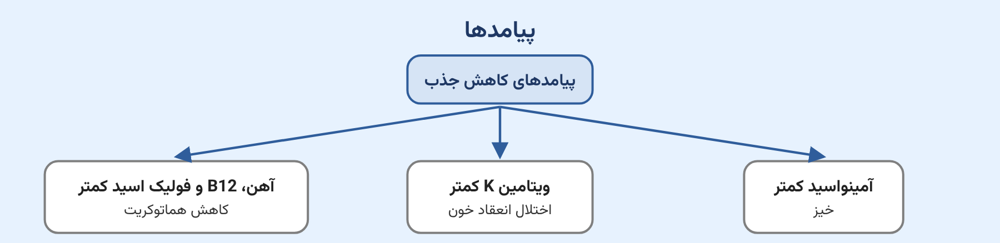 پیامدها
پیامدهای کاهش جذب
آمینواسید کمتر
خیز
ویتامین K کمتر
اختلال انعقاد خون
آهن، B12 و فولیک اسید کمتر
کاهش هماتوکریت